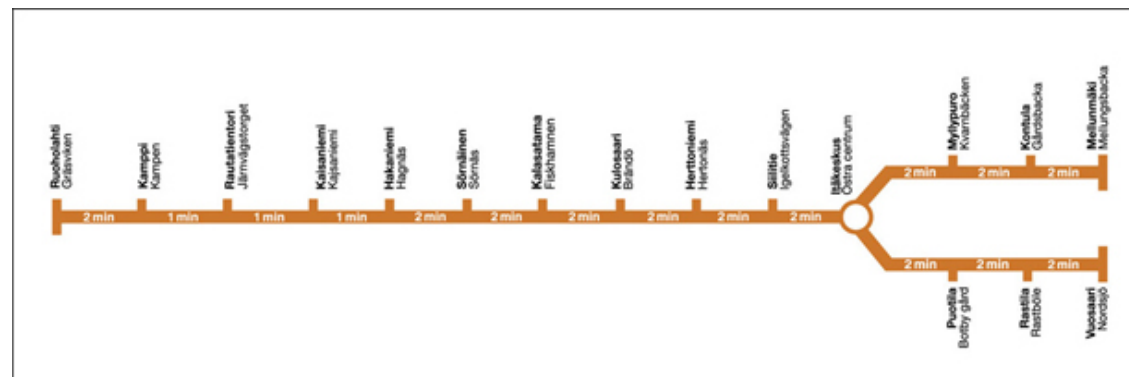 Ruoholahti
Gräsviken
Kamppi
Kampen
Rautatientori
Järnvägstorget
Kaisaniemi
Kajsaniemi
Hakaniemi
Hagnäs
Sörnäinen
Sörnäs
Kalasatama
Fiskhamnen
Kulosaari
Brändö
Herttoniemi
Hertonäs
Siilitie
Igelkottsvägen
Itäkeskus
Östra centrum
Myllypuro
Kvarnbäcken
Kontula
Gårdsbacka
Mellunmäki
Mellungsbacka
2 min
2 min
2 min
2 min
1 min
1 min
1 min
2 min
2 min
2 min
2 min
2 min
2 min
2 min
2 min
2 min
Puotila
Botby gård
Rastila
Rastböle
Vuosaari
Nordsjö